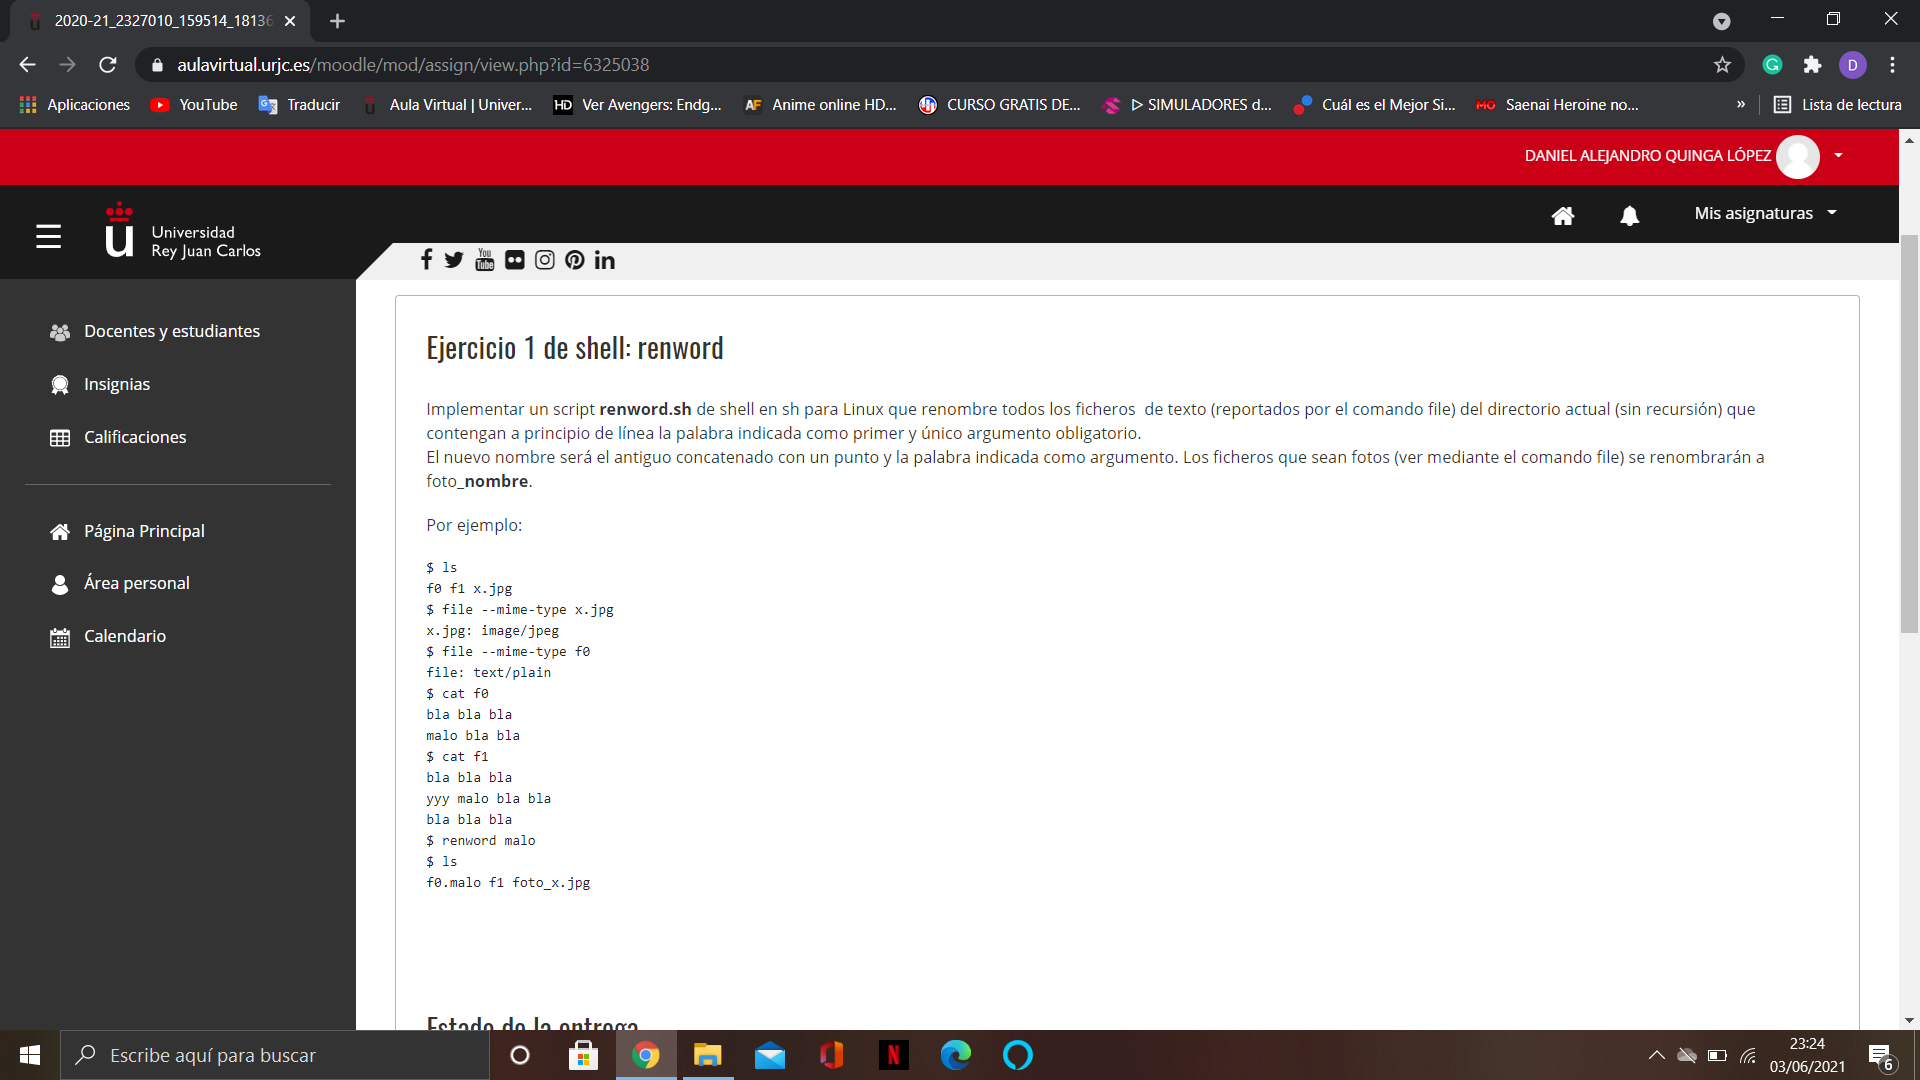 2020-21_2327010_159514_18136
aulavirtual.urjc.es/moodle/mod/assign/view.php?id=6325038
D
Aplicaciones YouTube Traducir Aula Virtual | Univer... HD Ver Avengers: Endg... AF Anime online HD... CURSO GRATIS DE... ▷ SIMULADORES d... Cuál es el Mejor Si... MO Saenai Heroine no... » Lista de lectura
DANIEL ALEJANDRO QUINGA LÓPEZ
Mis asignaturas
u Universidad
Rey Juan Carlos
You Tube
Docentes y estudiantes
Insignias
Calificaciones
Página Principal
Área personal
Calendario
Ejercicio 1 de shell: renword
Implementar un script renword.sh de shell en sh para Linux que renombre todos los ficheros de texto (reportados por el comando file) del directorio actual (sin recursión) que
contengan a principio de línea la palabra indicada como primer y único argumento obligatorio.
El nuevo nombre será el antiguo concatenado con un punto y la palabra indicada como argumento. Los ficheros que sean fotos (ver mediante el comando file) se renombrarán a
foto_nombre.
Por ejemplo:
$ ls
f0 f1 x.jpg
$ file --mime-type x.jpg
x.jpg: image/jpeg
$ file --mime-type f0
file: text/plain
$ cat f0
bla bla bla
malo bla bla
$ cat f1
bla bla bla
yyy malo bla bla
bla bla bla
$ renword malo
$ ls
f0.malo f1 foto_x.jpg
Estado de la entrega
Escribe aquí para buscar
23:24
03/06/2021
6